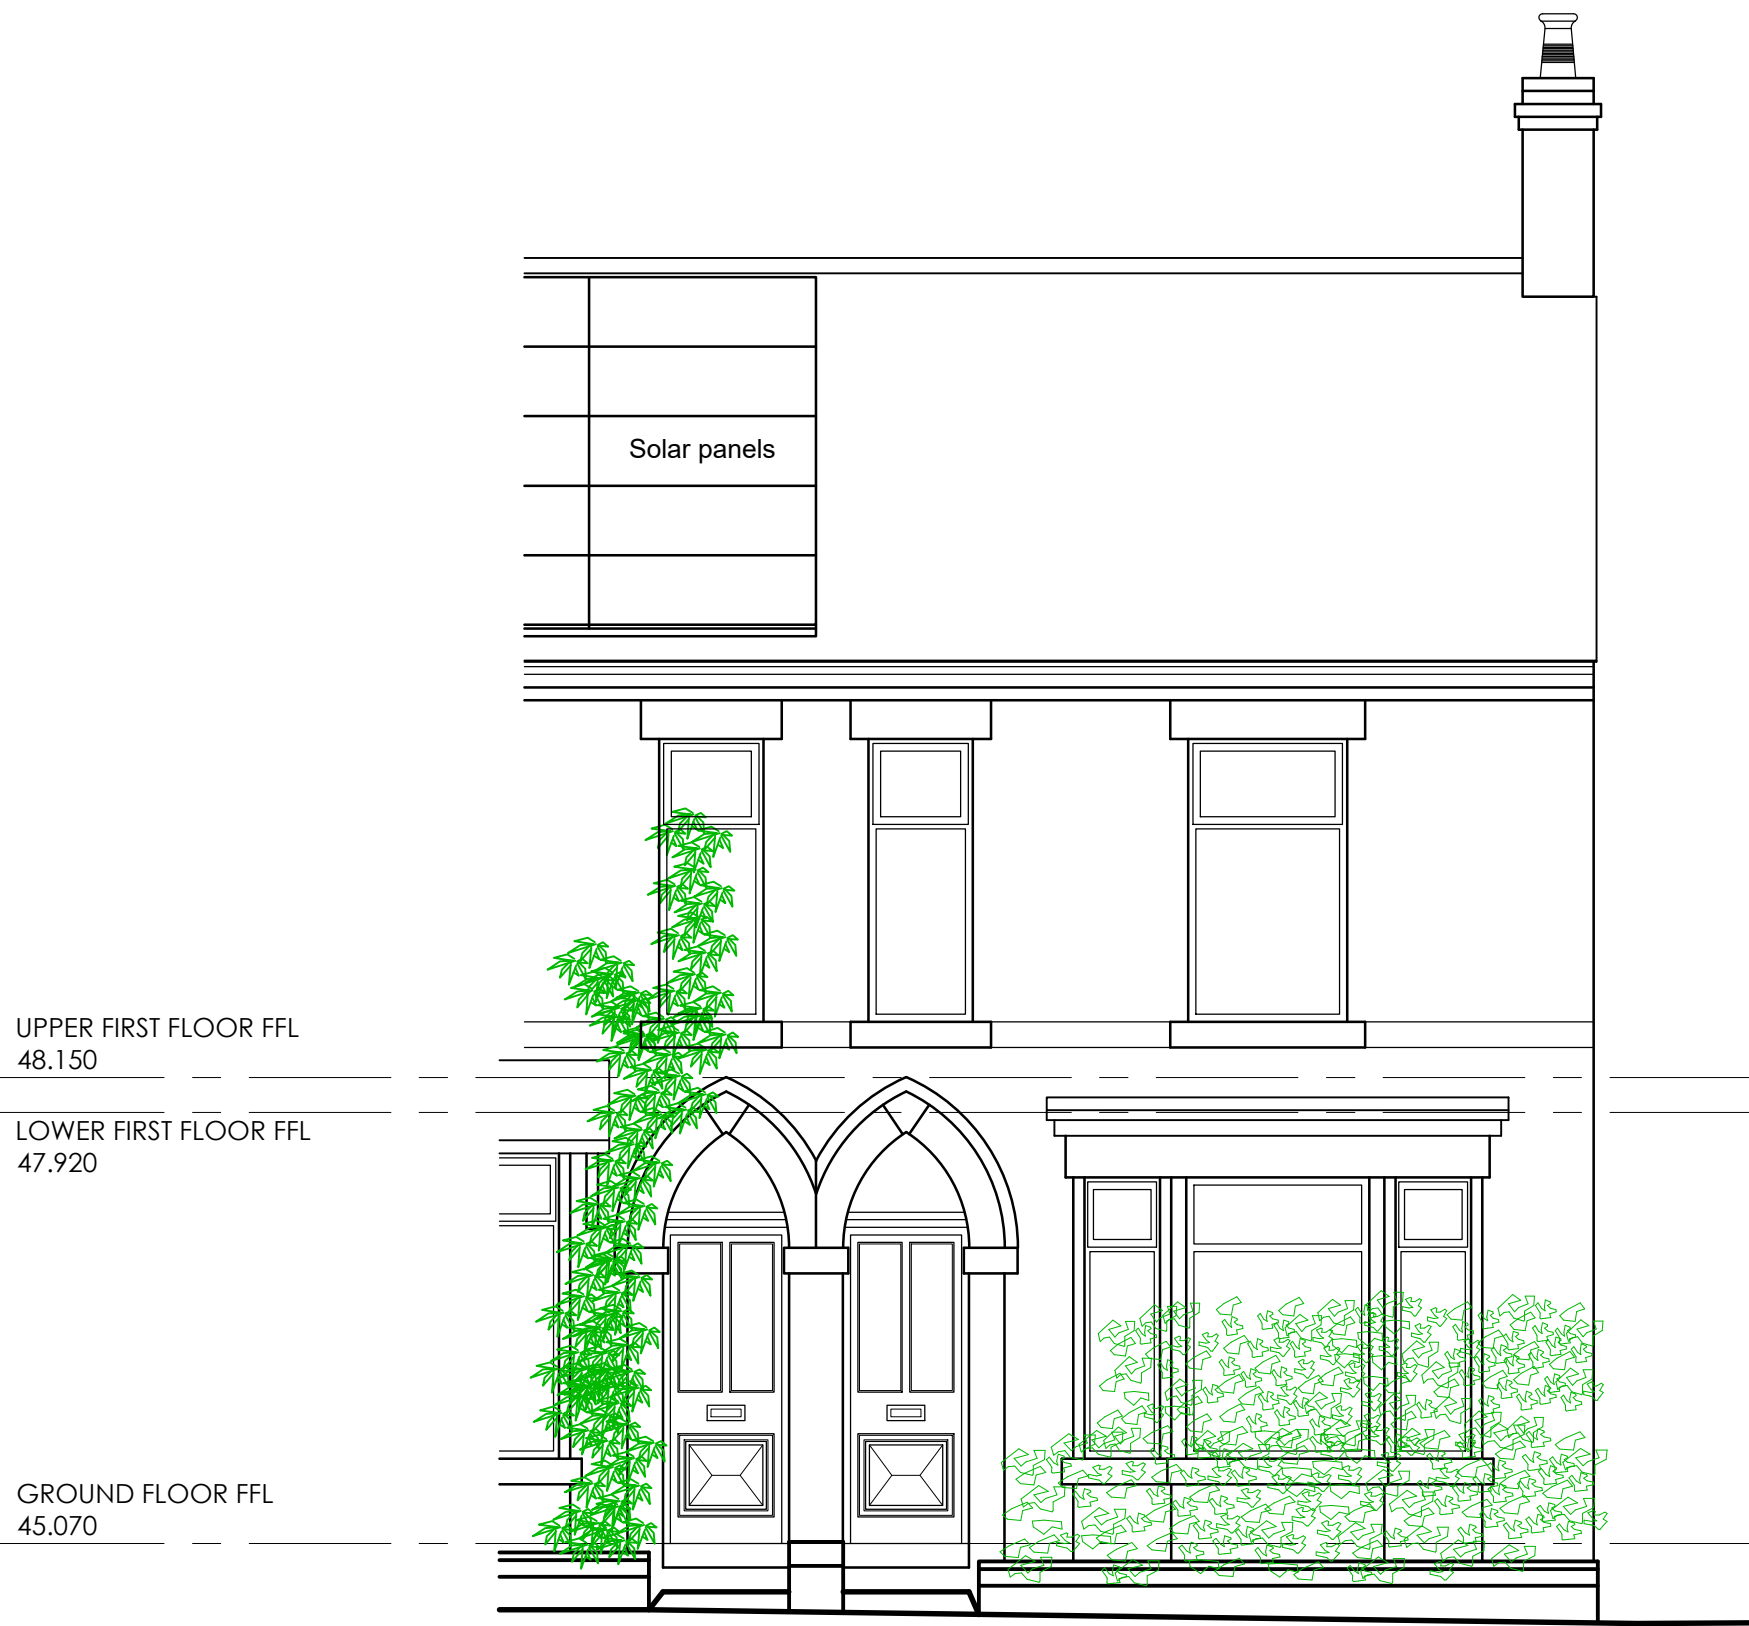 Solar panels
UPPER FIRST FLOOR FFL
48.150
LOWER FIRST FLOOR FFL
47.920
GROUND FLOOR FFL
45.070